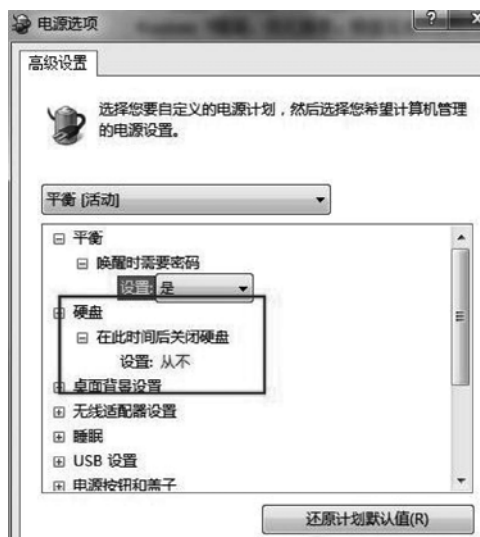 电源选项
高级设置
选择您要自定义的电源计划，然后选择您希望计算机管理
的电源设置。
平衡 [活动]
平衡
唤醒时需要密码
设置: 是
硬盘
在此时间后关闭硬盘
设置: 从不
桌面背景设置
无线适配器设置
睡眠
USB 设置
电源按钮和盖子
还原计划默认值(R)